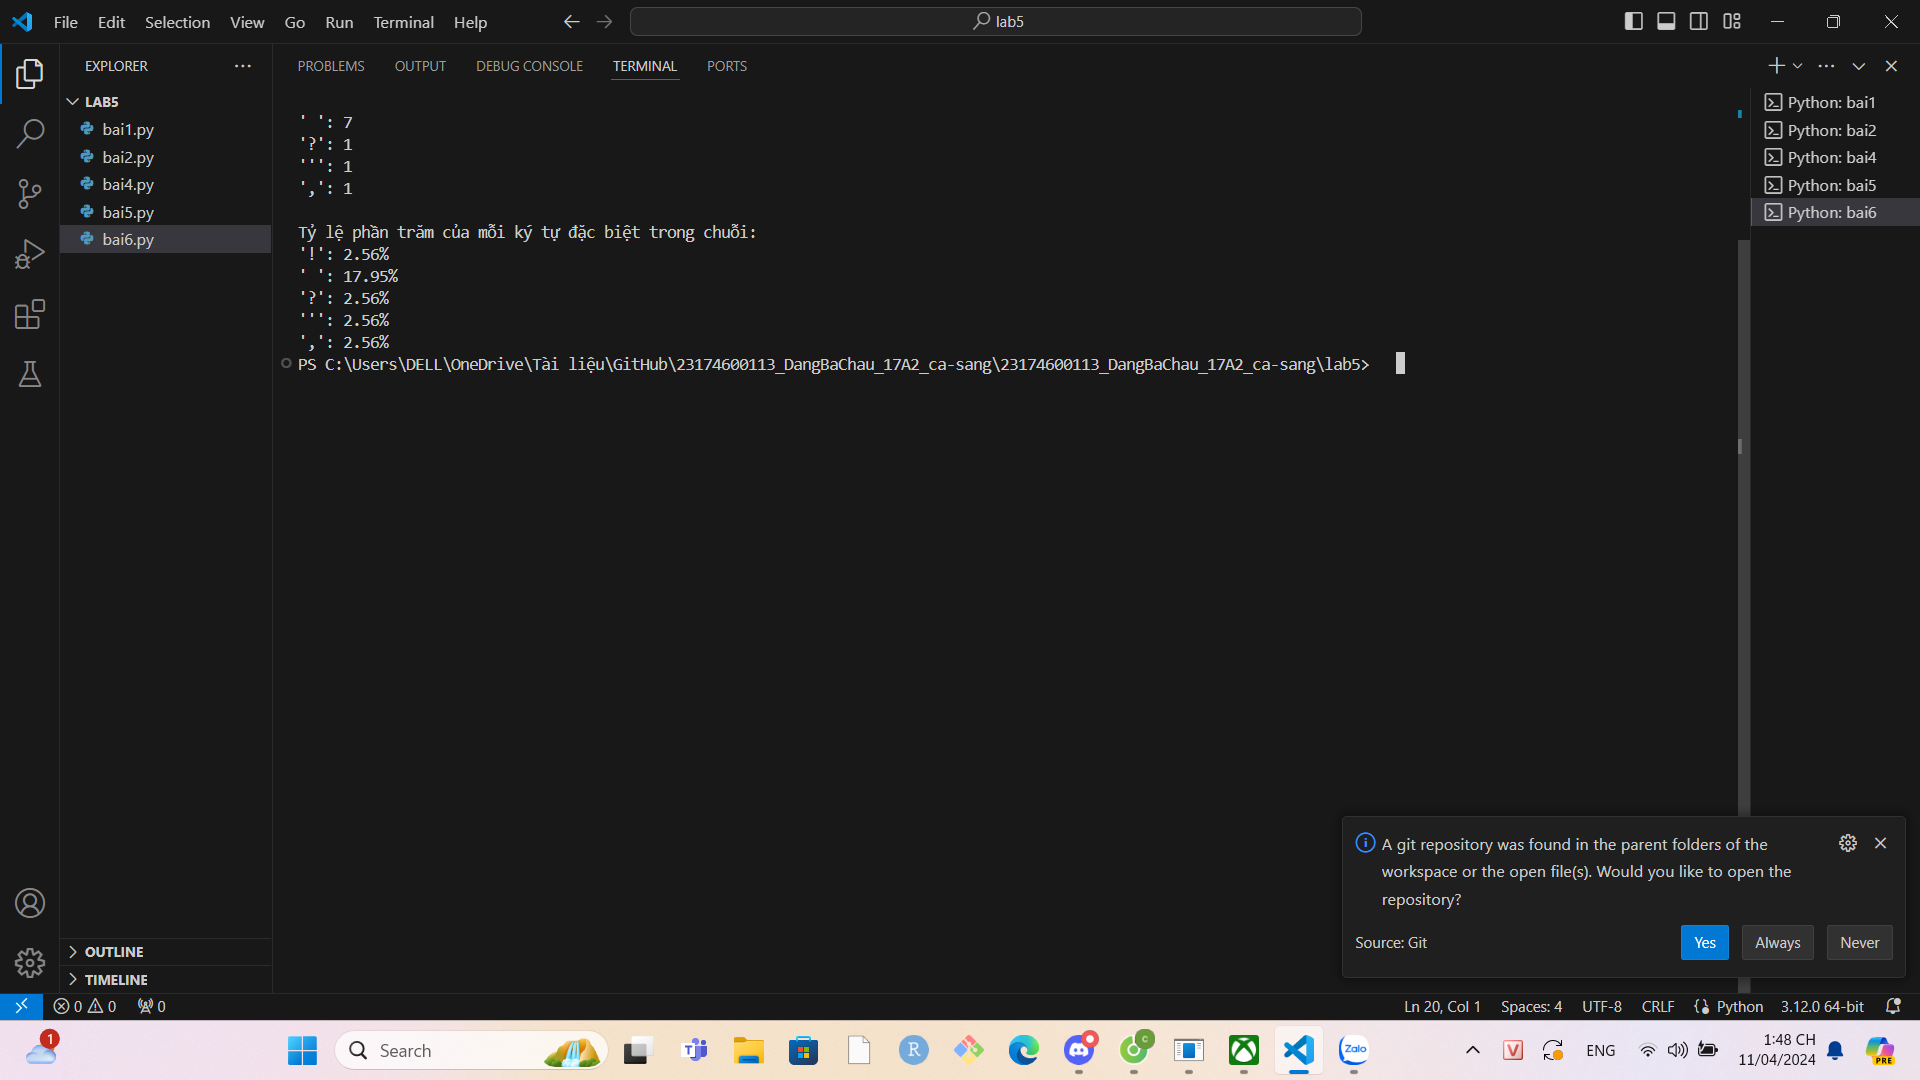 File Edit Selection View Go Run Terminal Help
lab5
EXPLORER
LAB5
bai1.py
bai2.py
bai4.py
bai5.py
bai6.py
OUTLINE
TIMELINE
PROBLEMS OUTPUT DEBUG CONSOLE TERMINAL PORTS
' ': 7
'?': 1
''': 1
',': 1
Tỷ lệ phần trăm của mỗi ký tự đặc biệt trong chuỗi:
'!': 2.56%
' ': 17.95%
'?': 2.56%
''': 2.56%
',': 2.56%
PS C:\Users\DELL\OneDrive\Tài liệu\GitHub\23174600113_DangBaChau_17A2_ca-sang\23174600113_DangBaChau_17A2_ca-sang\lab5>
Python: bai1
Python: bai2
Python: bai4
Python: bai5
Python: bai6
A git repository was found in the parent folders of the
workspace or the open file(s). Would you like to open the
repository?
Source: Git
Yes Always Never
0 0 0
Ln 20, Col 1 Spaces: 4 UTF-8 CRLF Python 3.12.0 64-bit
1
Search
R
C
Zalo
V
ENG
1:48 CH
11/04/2024
PRE